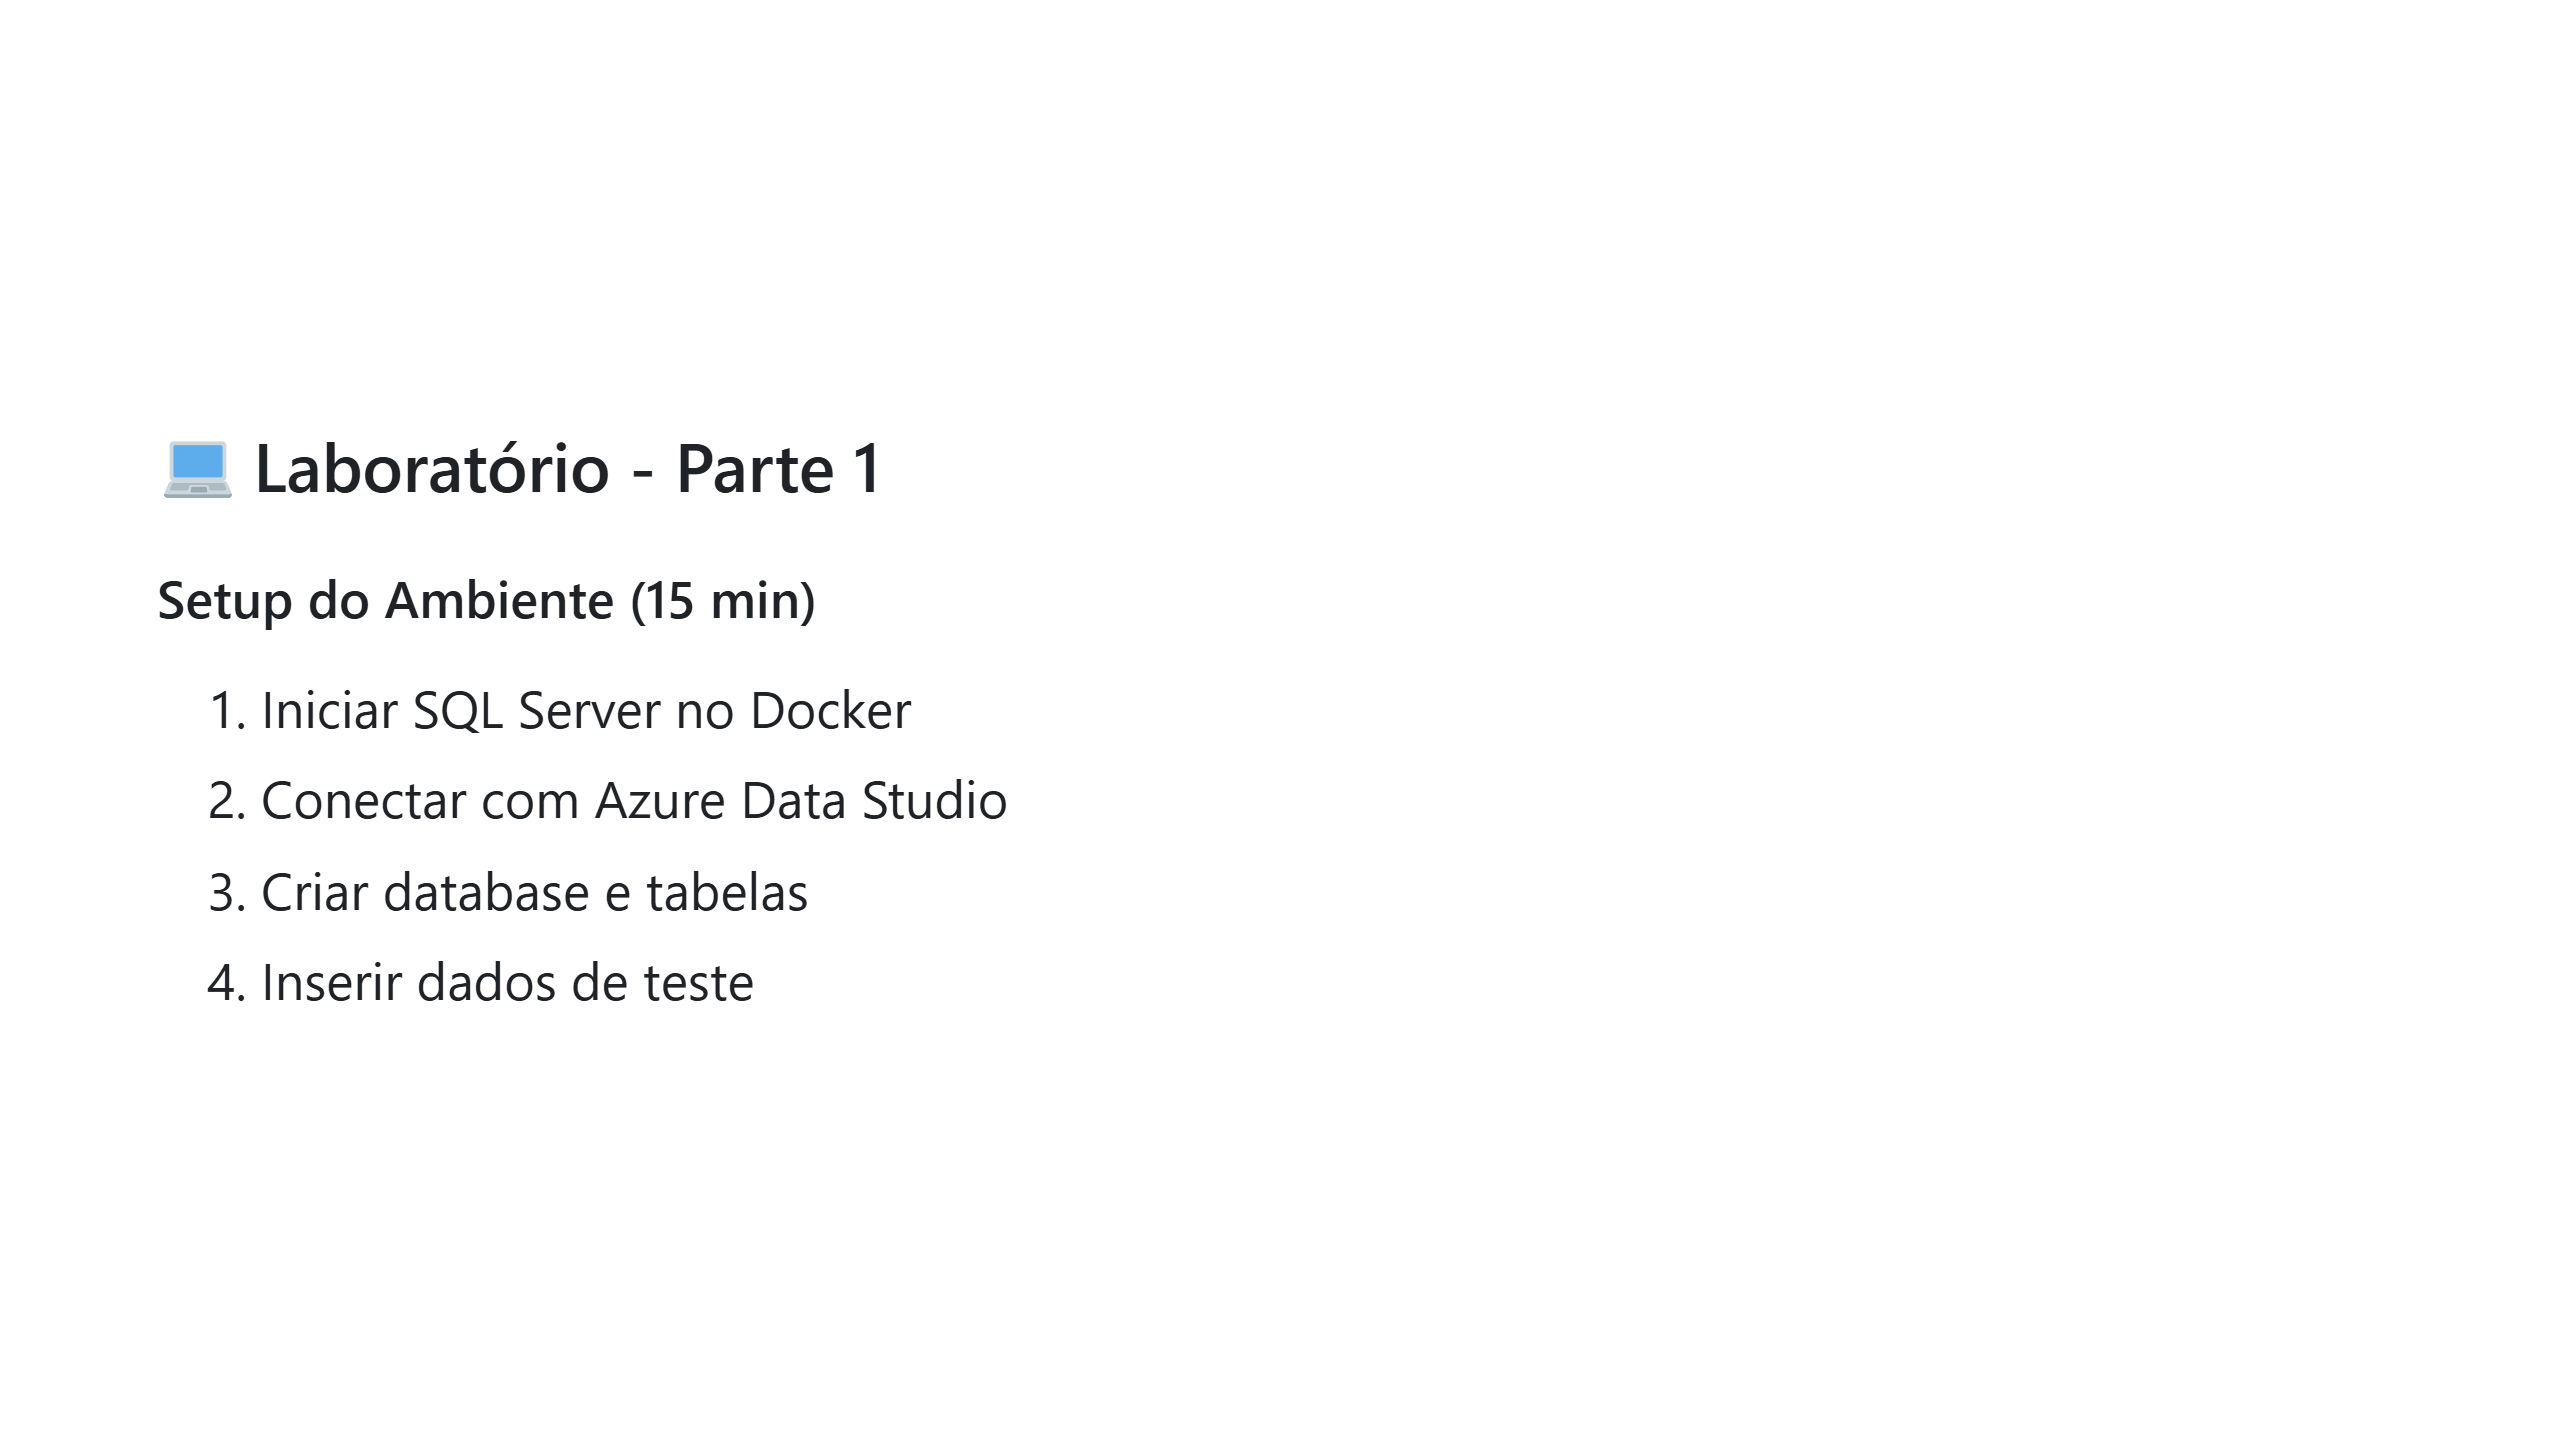 💻 Laboratório - Parte 1
Setup do Ambiente (15 min)
1. Iniciar SQL Server no Docker
2. Conectar com Azure Data Studio
3. Criar database e tabelas
4. Inserir dados de teste